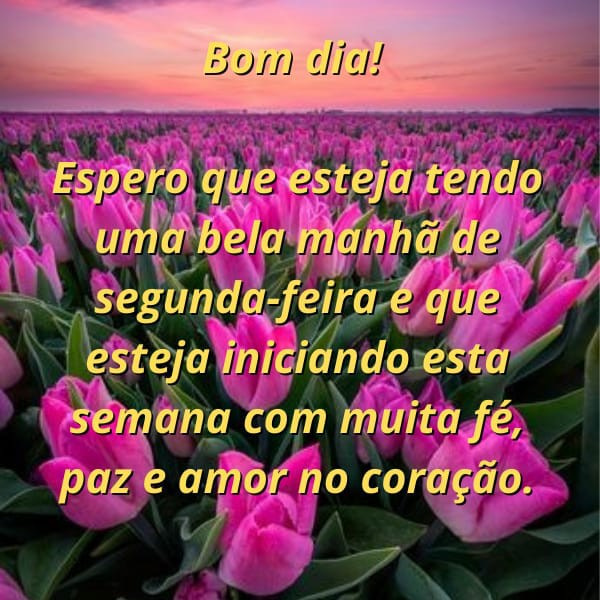 Bom dia!
Espero que esteja tendo
uma bela manhã de
segunda-feira e que
esteja iniciando esta
semana com muita fé,
paz e amor no coração.